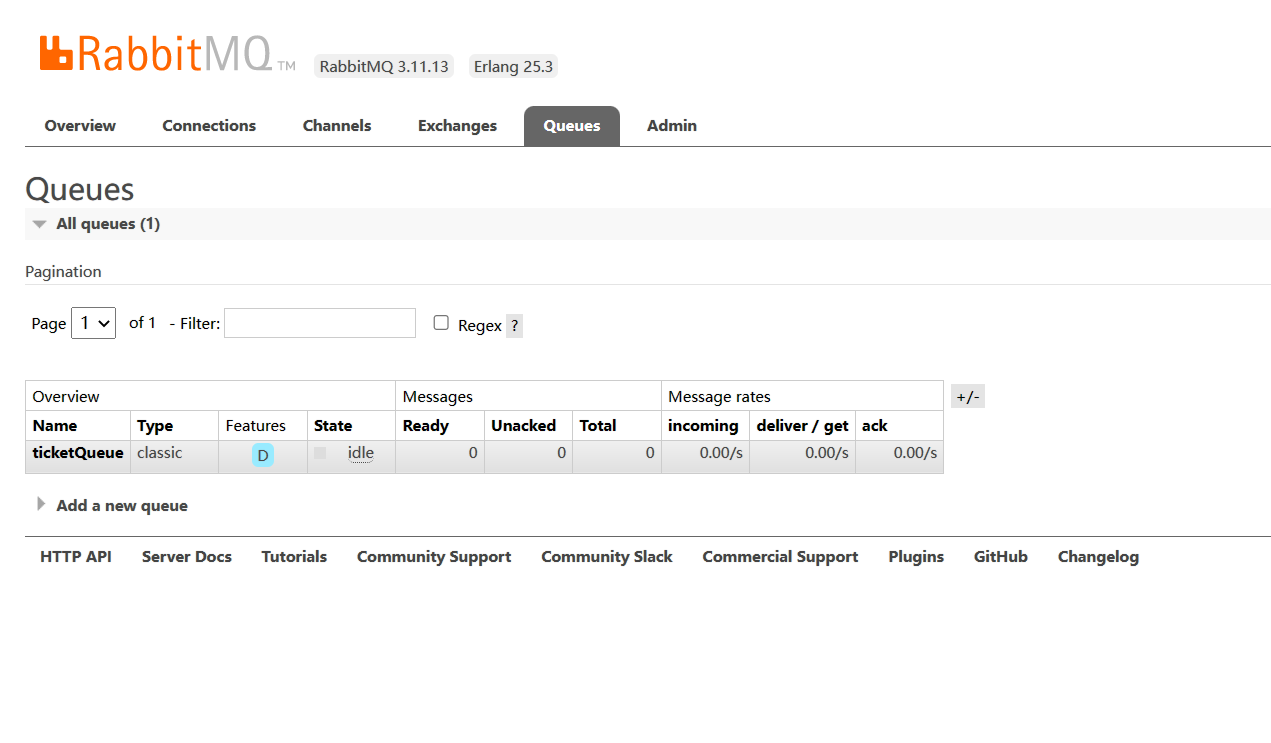 RabbitMQ TM RabbitMQ 3.11.13 Erlang 25.3
Overview Connections Channels Exchanges Queues Admin
Queues
All queues (1)
Pagination
Page 1 of 1 - Filter: Regex ?
Overview Messages Message rates +/-
Name Type Features State Ready Unacked Total incoming deliver / get ack
ticketQueue classic D idle 0 0 0 0.00/s 0.00/s 0.00/s
Add a new queue
HTTP API Server Docs Tutorials Community Support Community Slack Commercial Support Plugins GitHub Changelog